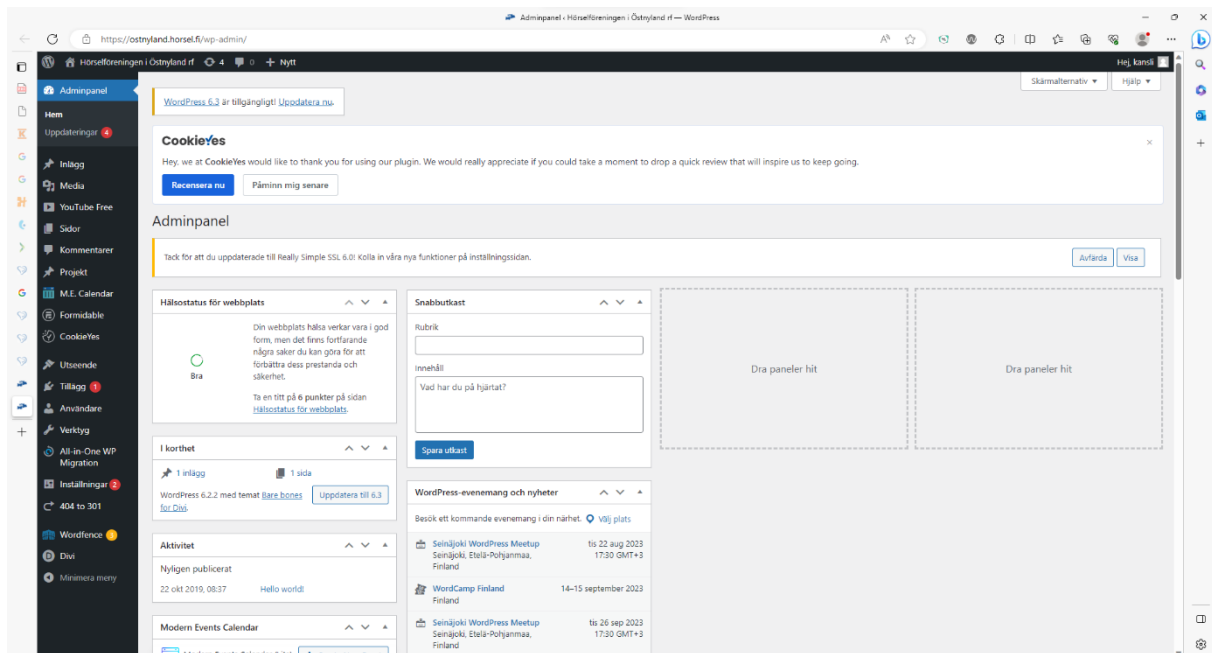 Adminpanel ‹ Hörselföreningen i Östnyland rf — WordPress
https://ostnyland.horsel.fi/wp-admin/
Hörselföreningen i Östnyland rf 4 0 Nytt
Hej, kansli
Skärmalternativ
Hjälp
Adminpanel
Hem
Uppdateringar 4
Inlägg
Media
YouTube Free
Sidor
Kommentarer
Projekt
M.E. Calendar
Formidable
CookieYes
Utseende
Tillägg 1
Användare
Verktyg
All-in-One WP
Migration
Inställningar 2
404 to 301
Wordfence
Divi
Minimera meny
WordPress 6.3 är tillgängligt! Uppdatera nu.
CookieYes
Hey, we at CookieYes would like to thank you for using our plugin. We would really appreciate if you could take a moment to drop a quick review that will inspire us to keep going.
Recensera nu
Påminn mig senare
Adminpanel
Tack för att du uppdaterade till Really Simple SSL 6.0! Kolla in våra nya funktioner på inställningssidan.
Avfärda
Visa
Hälsostatus för webbplats
Bra
Din webbplats hälsa verkar vara i god
form, men det finns fortfarande
några saker du kan göra för att
förbättra dess prestanda och
säkerhet.
Ta en titt på 6 punkter på sidan
Hälsostatus för webbplats.
I korthet
1 inlägg
1 sida
WordPress 6.2.2 med temat Bare bones
for Divi.
Uppdatera till 6.3
Aktivitet
Nyligen publicerat
22 okt 2019, 08:37 Hello world!
Modern Events Calendar
Snabbutkast
Rubrik
Innehåll
Vad har du på hjärtat?
Spara utkast
WordPress-evenemang och nyheter
Besök ett kommande evenemang i din närhet. Välj plats
Seinäjoki WordPress Meetup tis 22 aug 2023
Seinäjoki, Etelä-Pohjanmaa, 17:30 GMT+3
Finland
WordCamp Finland 14–15 september 2023
Finland
Seinäjoki WordPress Meetup tis 26 sep 2023
Seinäjoki, Etelä-Pohjanmaa, 17:30 GMT+3
Finland
Dra paneler hit
Dra paneler hit